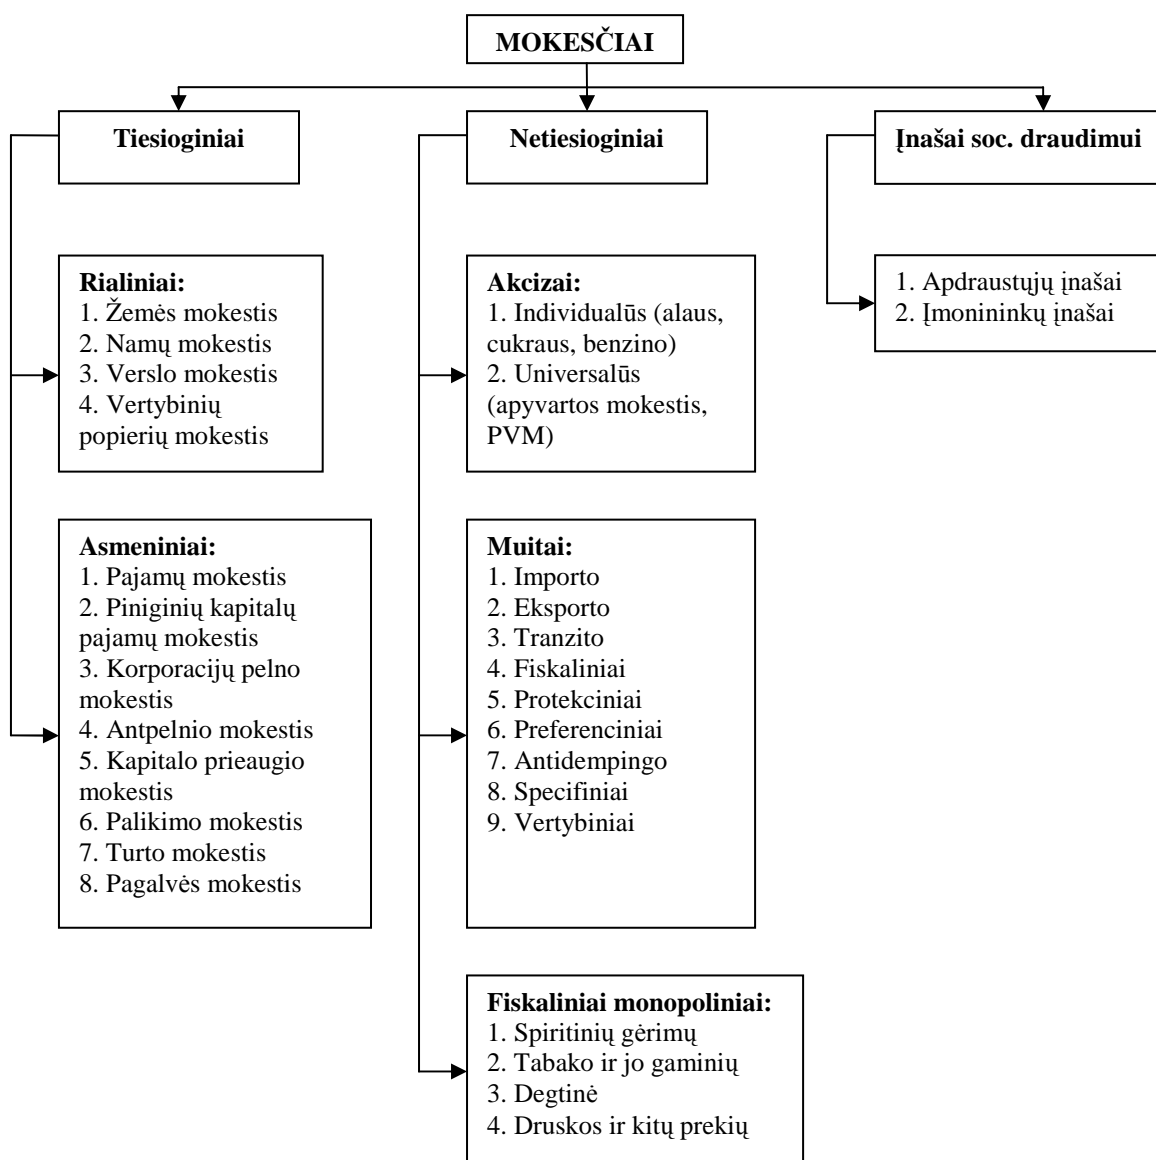 MOKESČIAI
Tiesioginiai
Netiesioginiai
Įnašai soc. draudimui
Rialiniai:
1. Žemės mokestis
2. Namų mokestis
3. Verslo mokestis
4. Vertybinių
popierių mokestis
Akcizai:
1. Individualūs (alaus,
cukraus, benzino)
2. Universalūs
(apyvartos mokestis,
PVM)
1. Apdraustųjų įnašai
2. Įmonininkų įnašai
Asmeniniai:
1. Pajamų mokestis
2. Piniginių kapitalų
pajamų mokestis
3. Korporacijų pelno
mokestis
4. Antpelnio mokestis
5. Kapitalo prieaugio
mokestis
6. Palikimo mokestis
7. Turto mokestis
8. Pagalvės mokestis
Muitai:
1. Importo
2. Eksporto
3. Tranzito
4. Fiskaliniai
5. Protekciniai
6. Preferenciniai
7. Antidempingo
8. Specifiniai
9. Vertybiniai
Fiskaliniai monopoliniai:
1. Spiritinių gėrimų
2. Tabako ir jo gaminių
3. Degtinė
4. Druskos ir kitų prekių